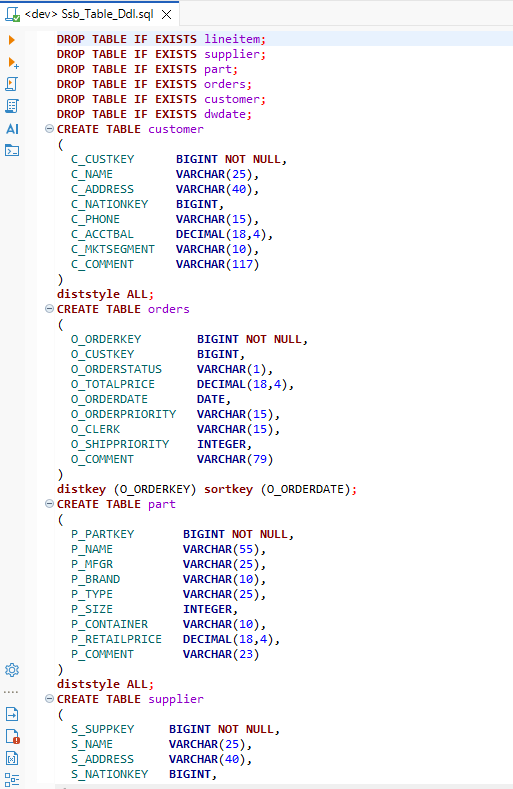 <dev> Ssb_Table_Ddl.sql
DROP TABLE IF EXISTS lineitem;
DROP TABLE IF EXISTS supplier;
DROP TABLE IF EXISTS part;
DROP TABLE IF EXISTS orders;
DROP TABLE IF EXISTS customer;
DROP TABLE IF EXISTS dwdate;
CREATE TABLE customer
(
C_CUSTKEY BIGINT NOT NULL,
C_NAME VARCHAR(25),
C_ADDRESS VARCHAR(40),
C_NATIONKEY BIGINT,
C_PHONE VARCHAR(15),
C_ACCTBAL DECIMAL(18,4),
C_MKTSEGMENT VARCHAR(10),
C_COMMENT VARCHAR(117)
)
diststyle ALL;
CREATE TABLE orders
(
O_ORDERKEY BIGINT NOT NULL,
O_CUSTKEY BIGINT,
O_ORDERSTATUS VARCHAR(1),
O_TOTALPRICE DECIMAL(18,4),
O_ORDERDATE DATE,
O_ORDERPRIORITY VARCHAR(15),
O_CLERK VARCHAR(15),
O_SHIPPRIORITY INTEGER,
O_COMMENT VARCHAR(79)
)
distkey (O_ORDERKEY) sortkey (O_ORDERDATE);
CREATE TABLE part
(
P_PARTKEY BIGINT NOT NULL,
P_NAME VARCHAR(55),
P_MFGR VARCHAR(25),
P_BRAND VARCHAR(10),
P_TYPE VARCHAR(25),
P_SIZE INTEGER,
P_CONTAINER VARCHAR(10),
P_RETAILPRICE DECIMAL(18,4),
P_COMMENT VARCHAR(23)
)
diststyle ALL;
CREATE TABLE supplier
(
S_SUPPKEY BIGINT NOT NULL,
S_NAME VARCHAR(25),
S_ADDRESS VARCHAR(40),
S_NATIONKEY BIGINT,
AI